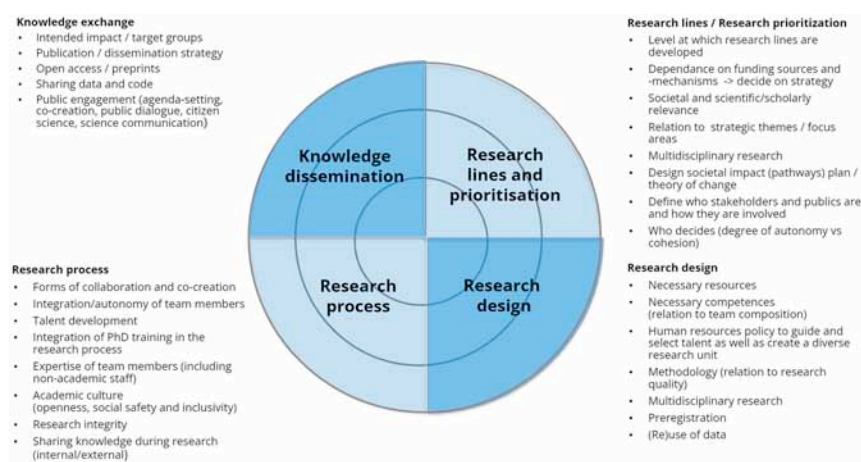 Knowledge exchange
• Intended impact / target groups
• Publication / dissemination strategy
• Open access / preprints
• Sharing data and code
• Public engagement (agenda-setting,
co-creation, public dialogue, citizen
science, science communication)
Research lines / Research prioritization
• Level at which research lines are
developed
• Dependance on funding sources and
-mechanisms -> decide on strategy
• Societal and scientific/scholarly
relevance
• Relation to strategic themes / focus
areas
• Multidisciplinary research
• Design societal impact (pathways) plan /
theory of change
• Define who stakeholders and publics are
and how they are involved
• Who decides (degree of autonomy vs
cohesion)
Knowledge
dissemination
Research
lines and
prioritisation
Research
process
Research
design
Research process
• Forms of collaboration and co-creation
• Integration/autonomy of team members
• Talent development
• Integration of PhD training in the
research process
• Expertise of team members (including
non-academic staff)
• Academic culture
(openness, social safety and inclusivity)
• Research integrity
• Sharing knowledge during research
(internal/external)
Research design
• Necessary resources
• Necessary competences
(relation to team composition)
• Human resources policy to guide and
select talent as well as create a diverse
research unit
• Methodology (relation to research
quality)
• Multidisciplinary research
• Preregistration
• (Re)use of data